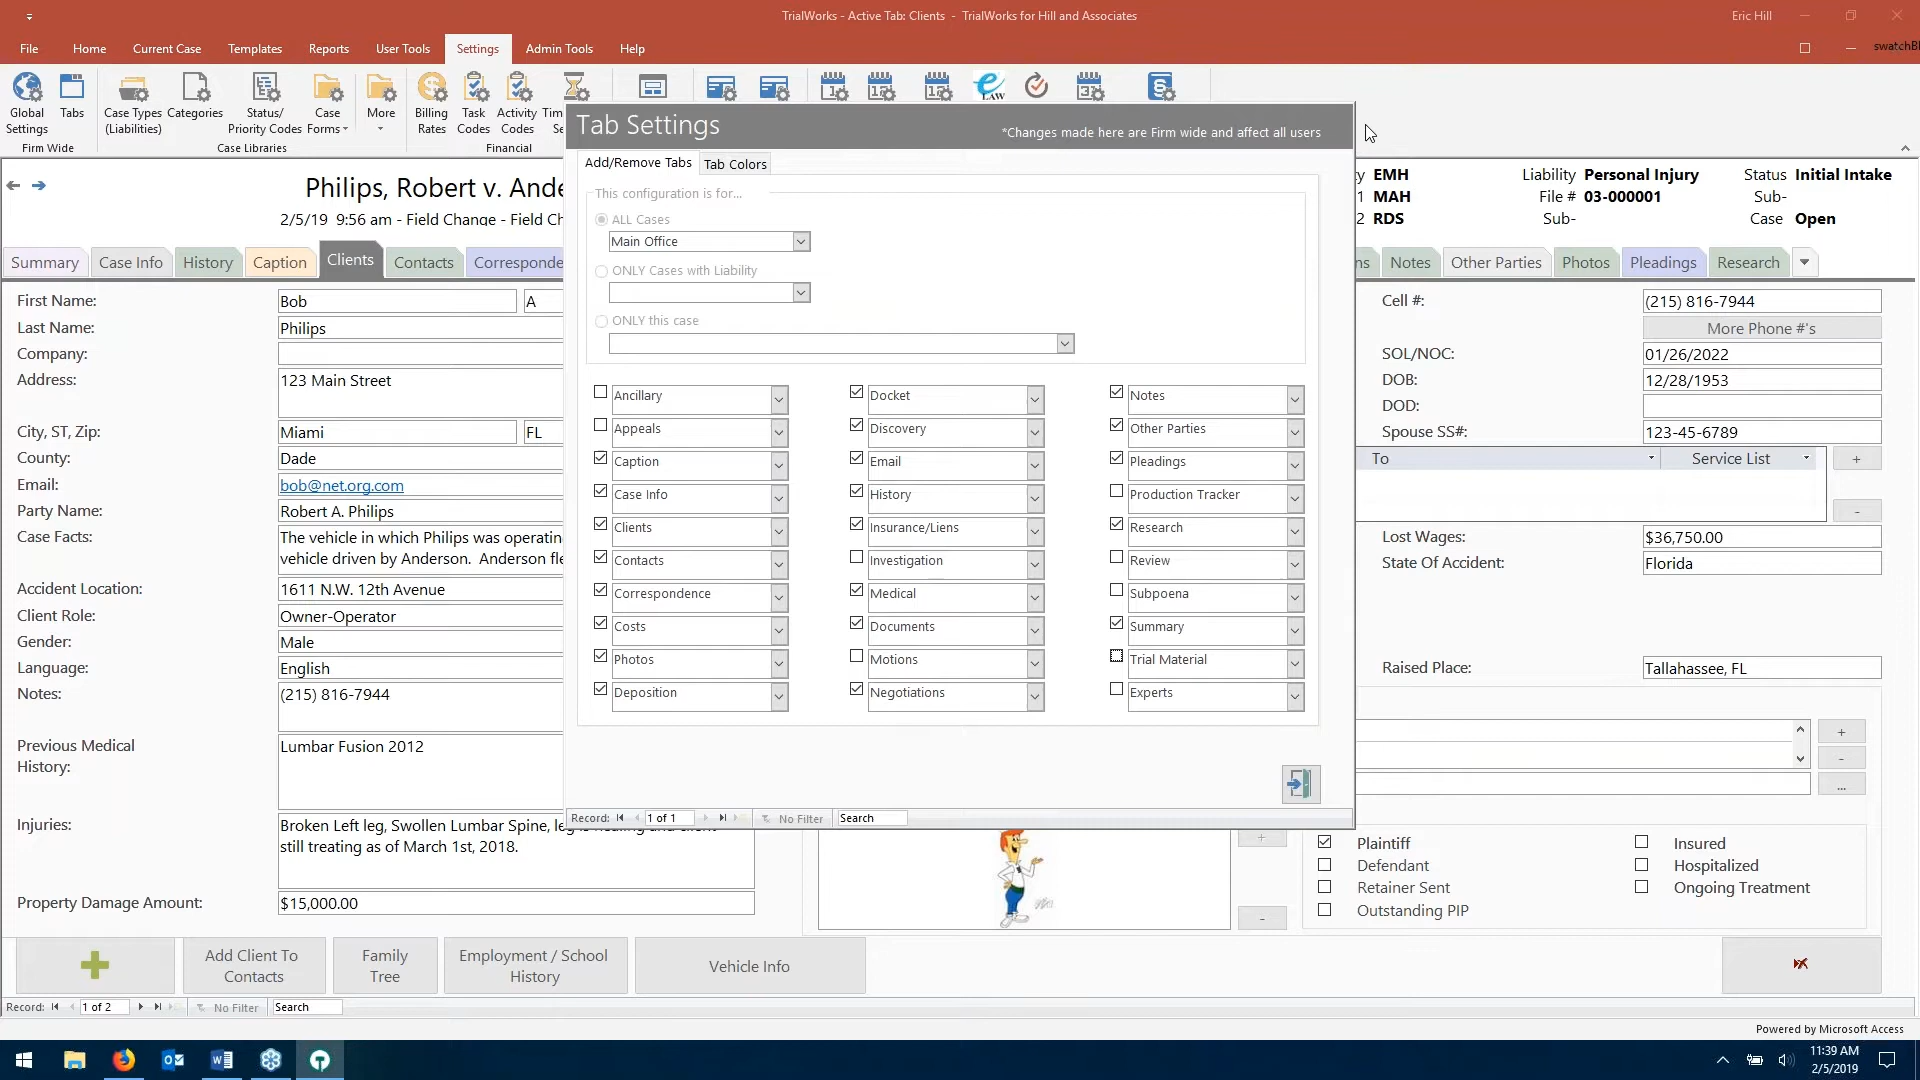 TrialWorks - Active Tab: Clients - TrialWorks for Hill and Associates
Eric Hill
File Home Current Case Templates Reports User Tools Settings Admin Tools Help
swatchB
Global Settings
Tabs
Firm Wide
Case Types (Liabilities)
Categories
Status/ Priority Codes
Case Forms
More
Case Libraries
Billing Rates
Task Codes
Activity Codes
Financial
LAW
Philips, Robert v. Ande
2/5/19 9:56 am - Field Change - Field Ch
EMH
MAH
RDS
Liability Personal Injury
File # 03-000001
Sub-
Status Initial Intake
Sub-
Case Open
Summary Case Info History Caption Clients Contacts Corresponde
Notes Other Parties Photos Pleadings Research
Tab Settings
*Changes made here are Firm wide and affect all users
Add/Remove Tabs
Tab Colors
This configuration is for...
ALL Cases
Main Office
ONLY Cases with Liability
ONLY this case
Ancillary Docket Notes
Appeals Discovery Other Parties
Caption Email Pleadings
Case Info History Production Tracker
Clients Insurance/Liens Research
Contacts Investigation Review
Correspondence Medical Subpoena
Costs Documents Summary
Photos Motions Trial Material
Deposition Negotiations Experts
Record: 1 of 1 No Filter Search
First Name: Bob A
Last Name: Philips
Company:
Address: 123 Main Street
City, ST, Zip: Miami FL
County: Dade
Email: bob@net.org.com
Party Name: Robert A. Philips
Case Facts: The vehicle in which Philips was operatin
vehicle driven by Anderson. Anderson fle
Accident Location: 1611 N.W. 12th Avenue
Client Role: Owner-Operator
Gender: Male
Language: English
Notes: (215) 816-7944
Previous Medical History: Lumbar Fusion 2012
Injuries: Broken Left leg, Swollen Lumbar Spine, leg is healing and client
still treating as of March 1st, 2018.
Property Damage Amount: $15,000.00
Cell #: (215) 816-7944
More Phone #'s
SOL/NOC: 01/26/2022
DOB: 12/28/1953
DOD:
Spouse SS#: 123-45-6789
To Service List
+
-
Lost Wages: $36,750.00
State Of Accident: Florida
Raised Place: Tallahassee, FL
+
-
...
+
-
Plaintiff Insured
Defendant Hospitalized
Retainer Sent Ongoing Treatment
Outstanding PIP
Add Client To Contacts
Family Tree
Employment / School History
Vehicle Info
Record: 1 of 2 No Filter Search
Powered by Microsoft Access
11:39 AM
2/5/2019